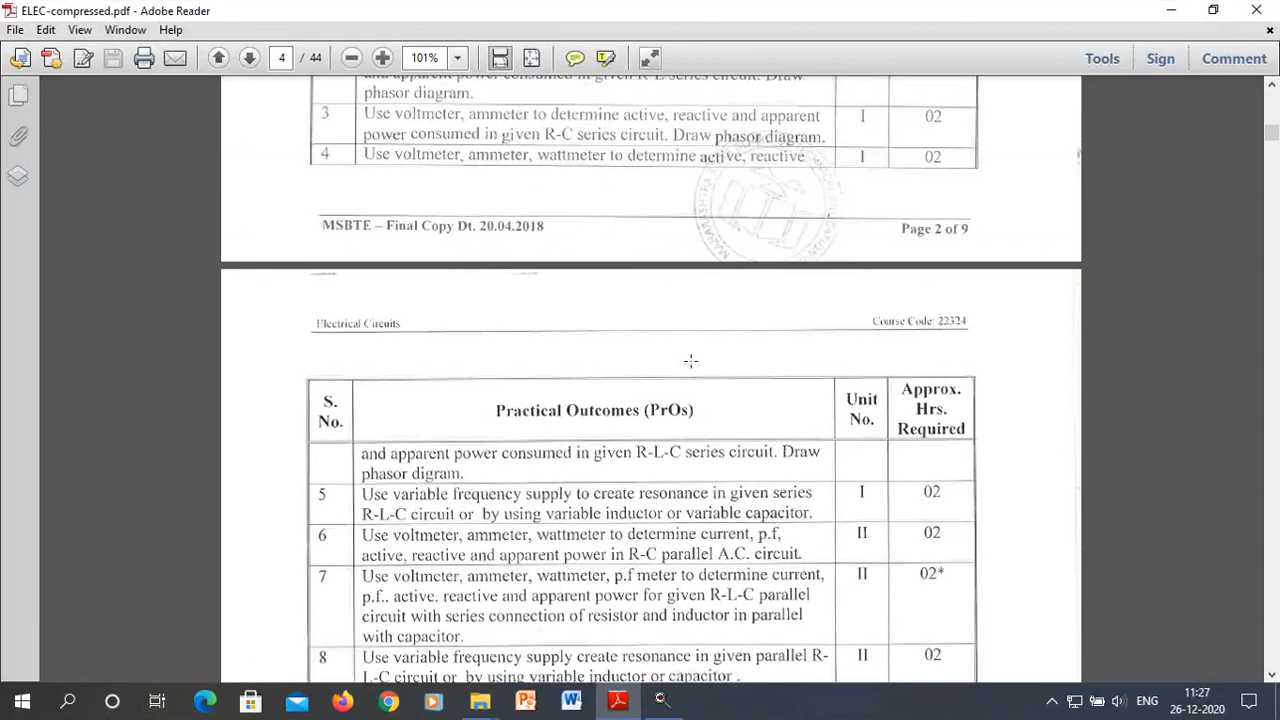 ELEC-compressed.pdf - Adobe Reader
File Edit View Window Help
4 / 44 101% Tools Sign Comment
and apparent power consumed in given R-L series circuit. Draw
phasor diagram.
3 Use voltmeter, ammeter to determine active, reactive and apparent I 02
power consumed in given R-C series circuit. Draw phasor diagram.
4 Use voltmeter, ammeter, wattmeter to determine active, reactive I 02
MSBTE – Final Copy Dt. 20.04.2018 Page 2 of 9
Electrical Circuits Course Code: 22324
S. No. Practical Outcomes (PrOs) Unit No. Approx. Hrs. Required
and apparent power consumed in given R-L-C series circuit. Draw
phasor digram.
5 Use variable frequency supply to create resonance in given series I 02
R-L-C circuit or by using variable inductor or variable capacitor.
6 Use voltmeter, ammeter, wattmeter to determine current, p.f, II 02
active, reactive and apparent power in R-C parallel A.C. circuit.
7 Use voltmeter, ammeter, wattmeter, p.f meter to determine current, II 02*
p.f.. active. reactive and apparent power for given R-L-C parallel
circuit with series connection of resistor and inductor in parallel
with capacitor.
8 Use variable frequency supply create resonance in given parallel R- II 02
L-C circuit or by using variable inductor or capacitor .
ENG 11:27
26-12-2020